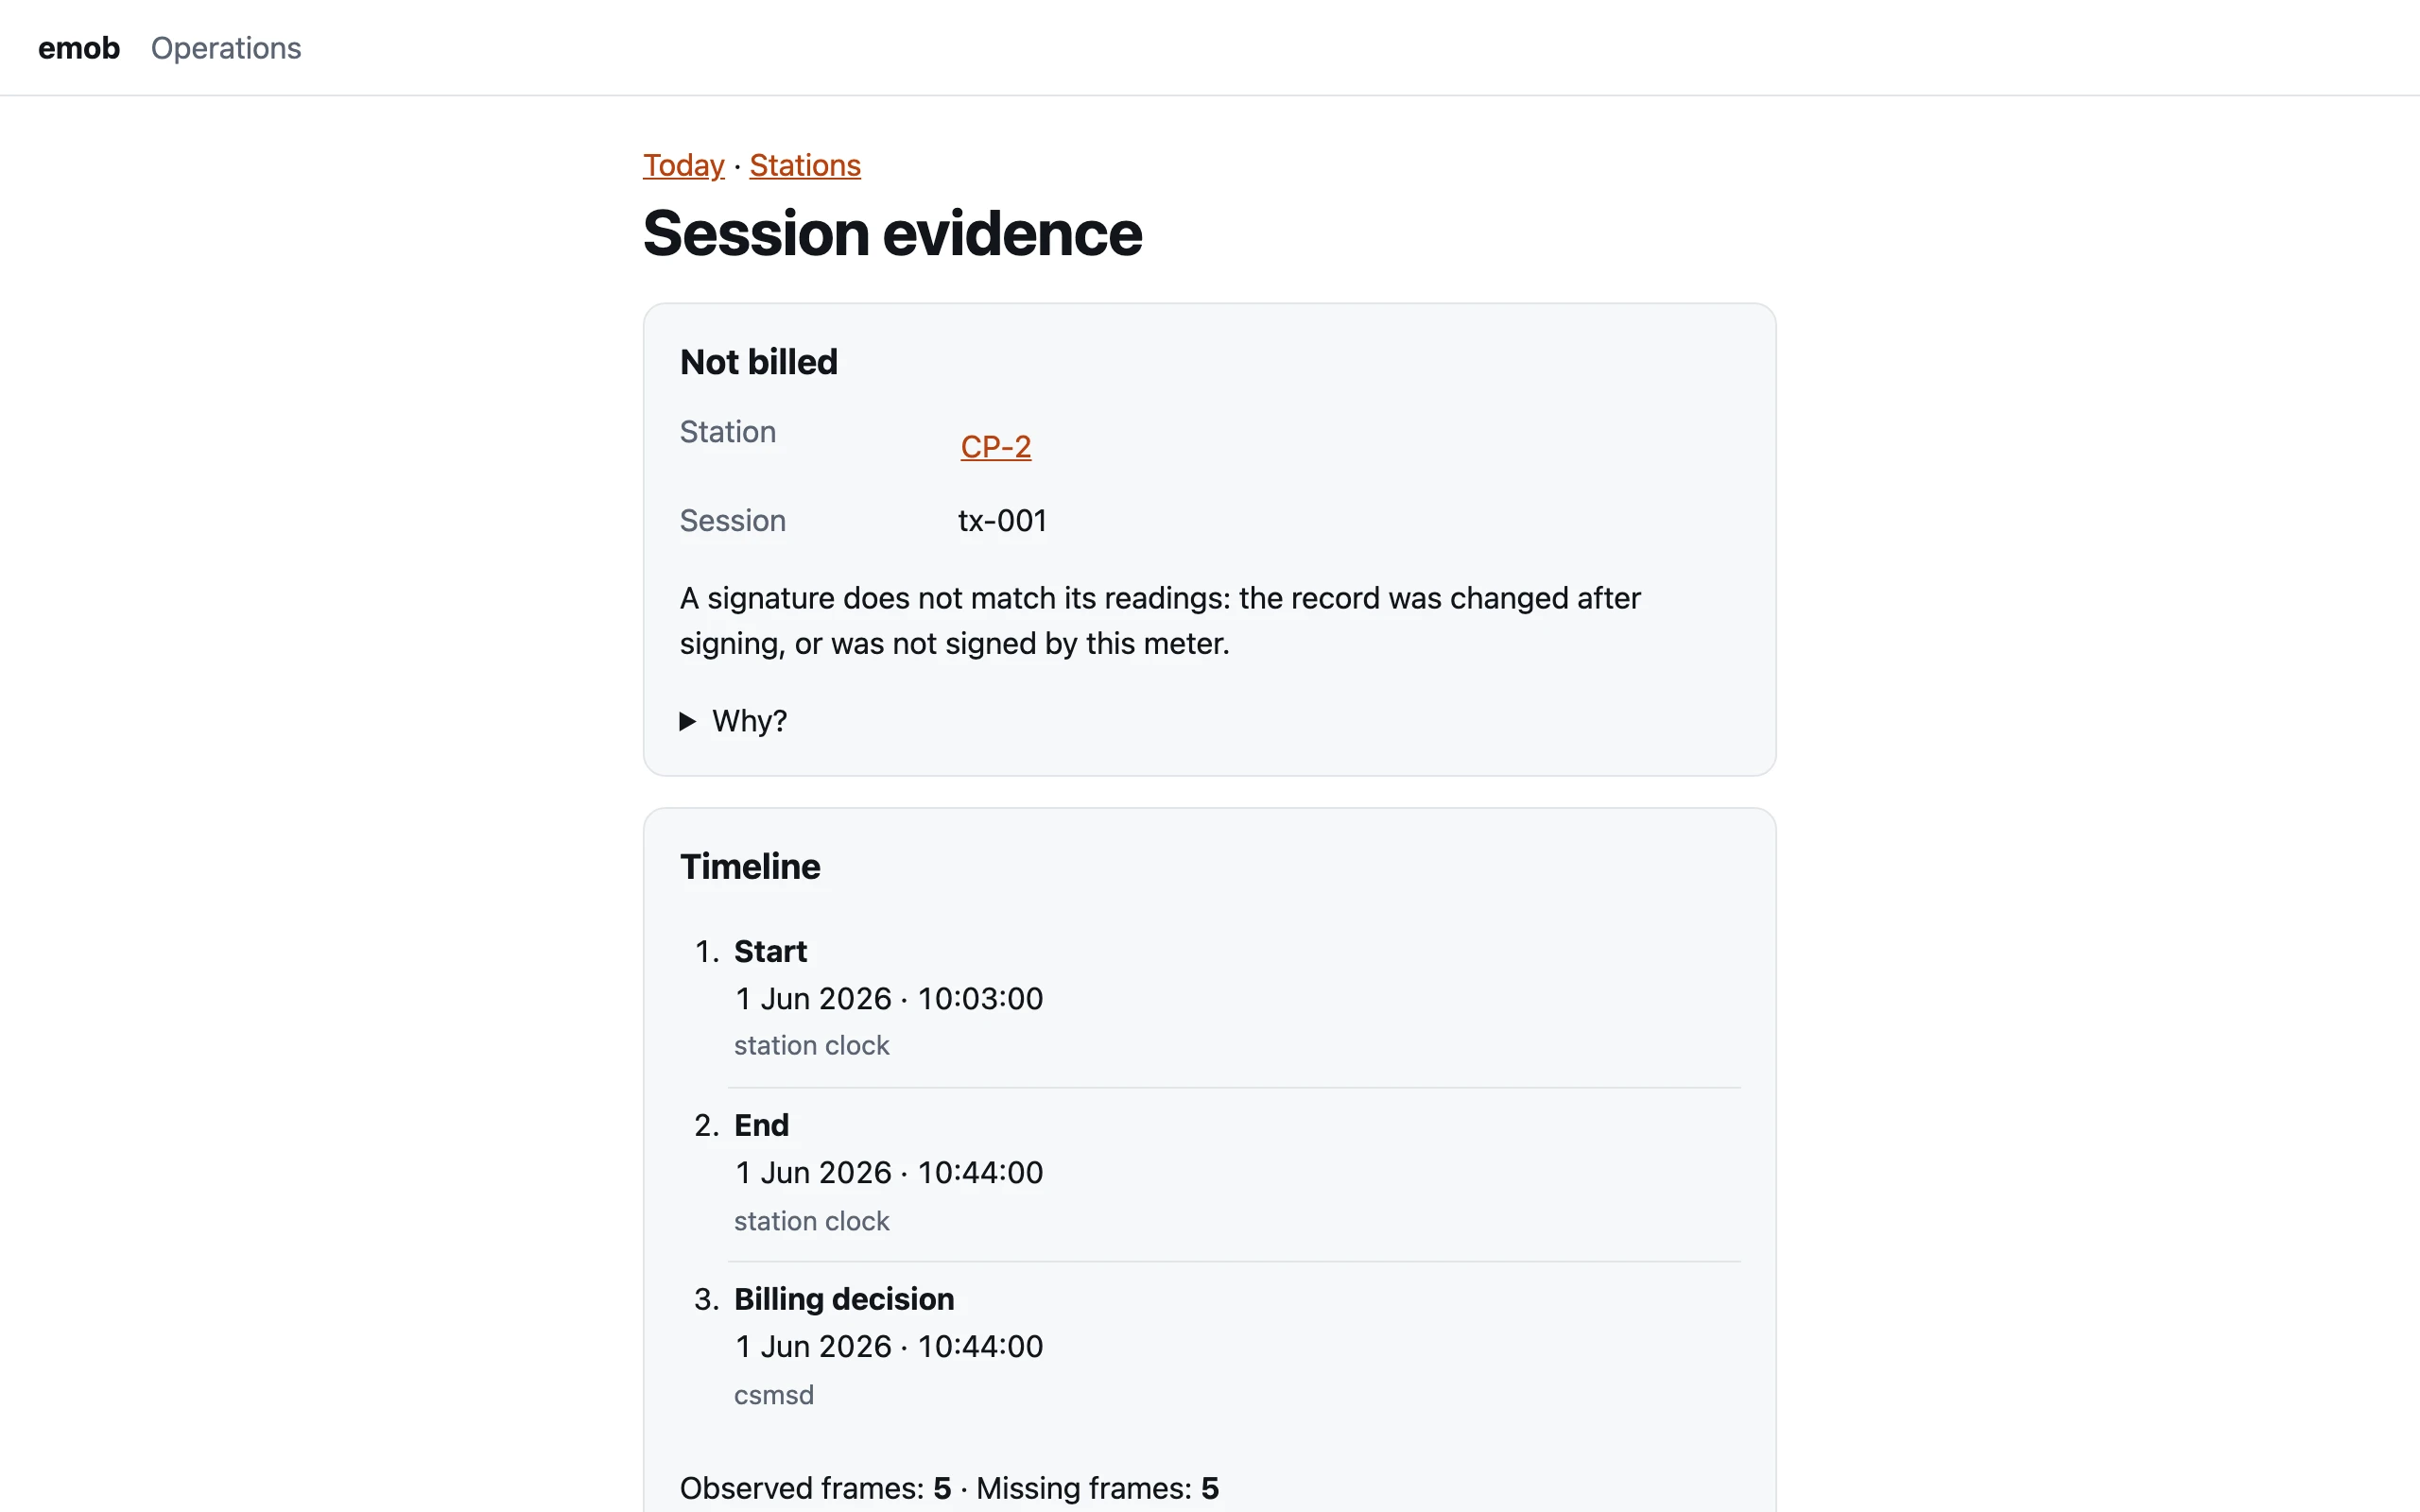 emob Operations
Today · Stations
Session evidence
Not billed
Station CP-2
Session tx-001
A signature does not match its readings: the record was changed after
signing, or was not signed by this meter.
▶ Why?
Timeline
1. Start
1 Jun 2026 · 10:03:00
station clock
2. End
1 Jun 2026 · 10:44:00
station clock
3. Billing decision
1 Jun 2026 · 10:44:00
csmsd
Observed frames: 5 · Missing frames: 5